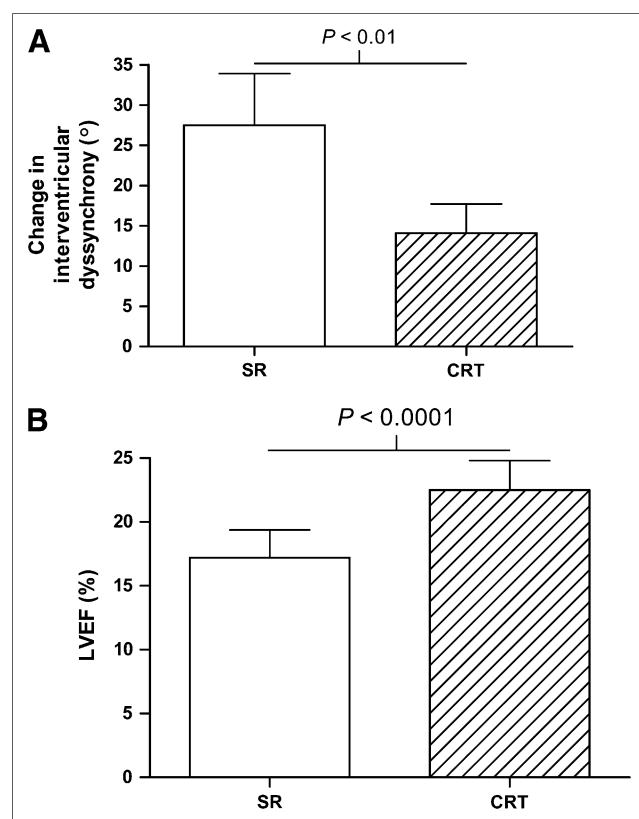 A
P < 0.01
Change in
interventricular
dyssynchrony (°)
35
30
25
20
15
10
5
0
SR
CRT
B
P < 0.0001
LVEF (%)
25
20
15
10
5
0
SR
CRT